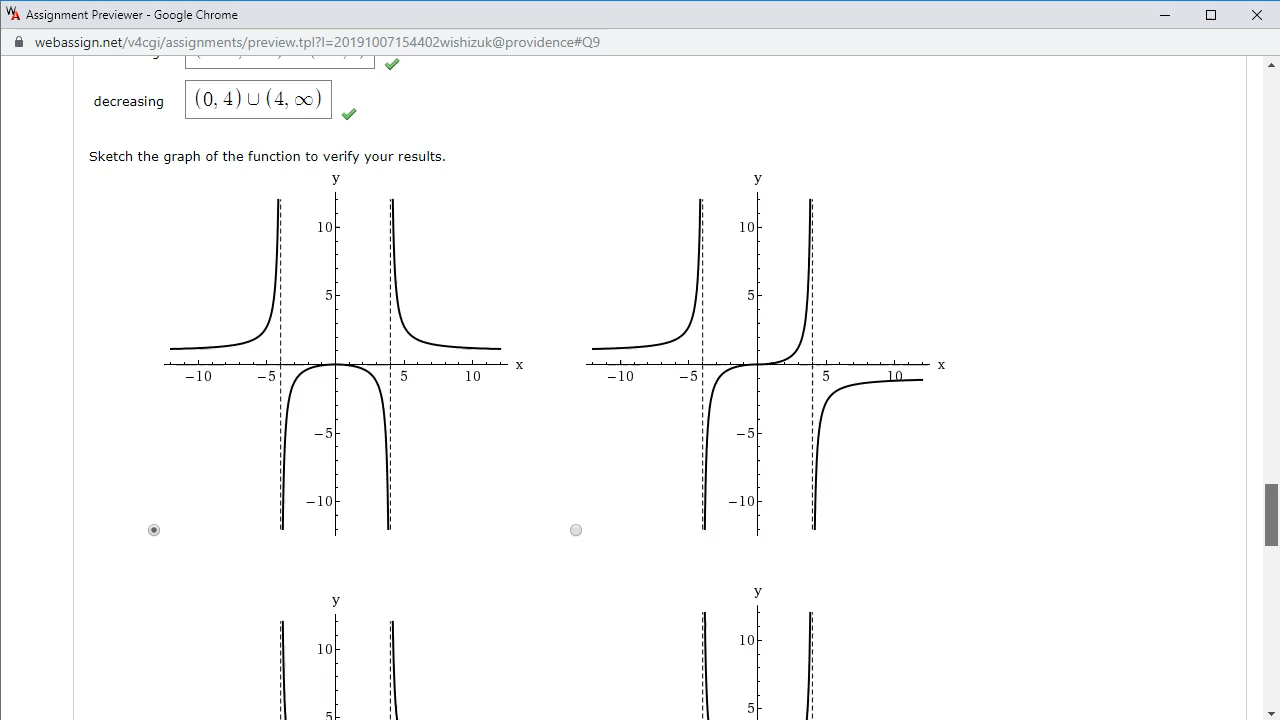 Assignment Previewer - Google Chrome
webassign.net/v4cgi/assignments/preview.tpl?I=20191007154402wishizuk@providence#Q9
decreasing (0, 4) ∪ (4, ∞)
Sketch the graph of the function to verify your results.
y
10
5
−10 −5 5 10 x
−5
−10
y
10
5
−10 −5 5 10 x
−5
−10
y
10
5
y
10
5